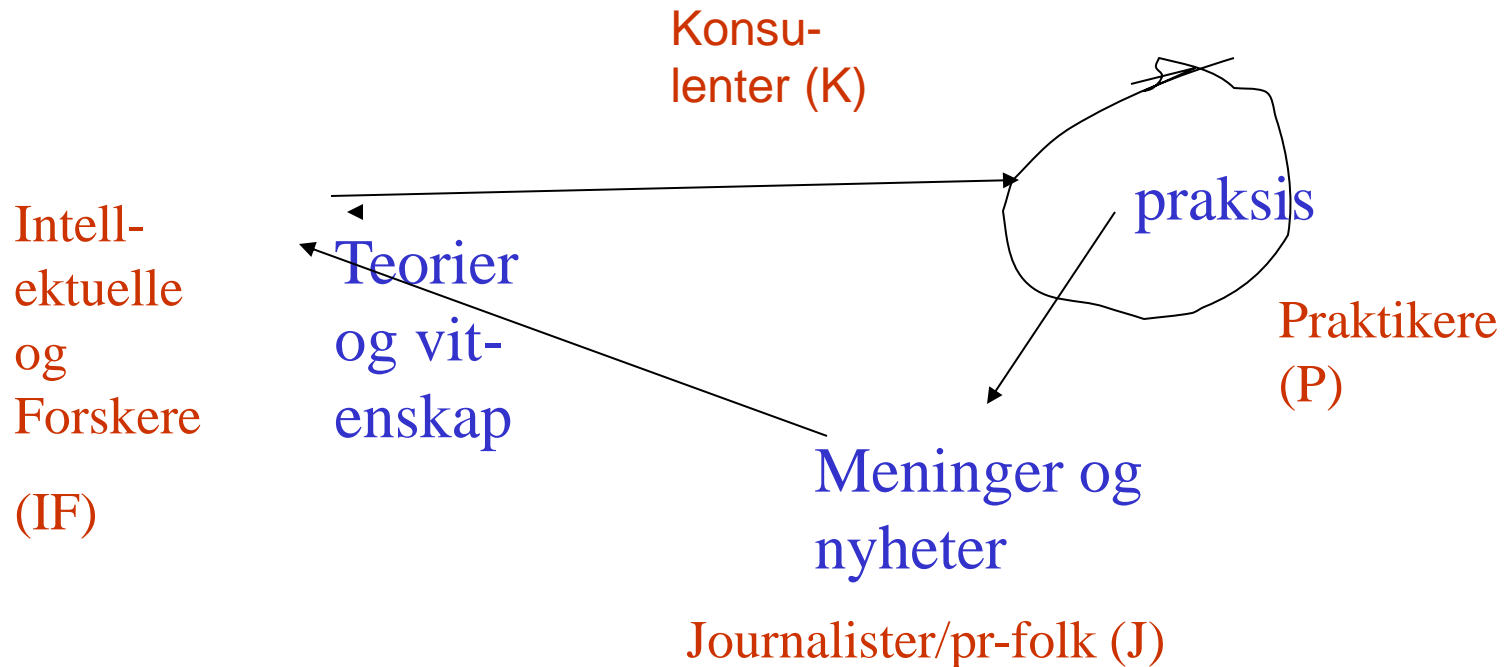 Konsu-
lenter (K)
Intell-
ektuelle
og
Forskere
(IF)
Teorier
og vit-
enskap
praksis
Praktikere
(P)
Meninger og
nyheter
Journalister/pr-folk (J)